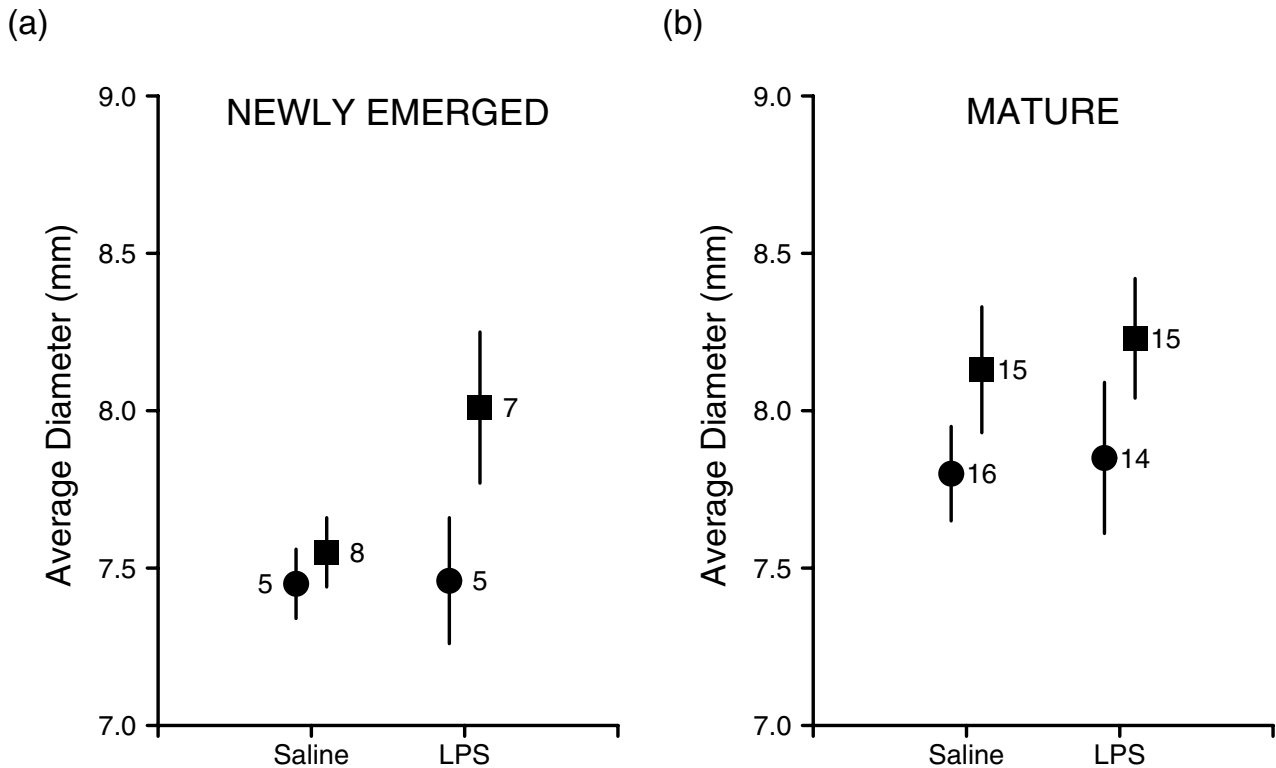 (a)
NEWLY EMERGED
Average Diameter (mm)
9.0
8.5
8.0
7.5
7.0
5
8
5
7
Saline
LPS
(b)
MATURE
Average Diameter (mm)
9.0
8.5
8.0
7.5
7.0
16
15
14
15
Saline
LPS